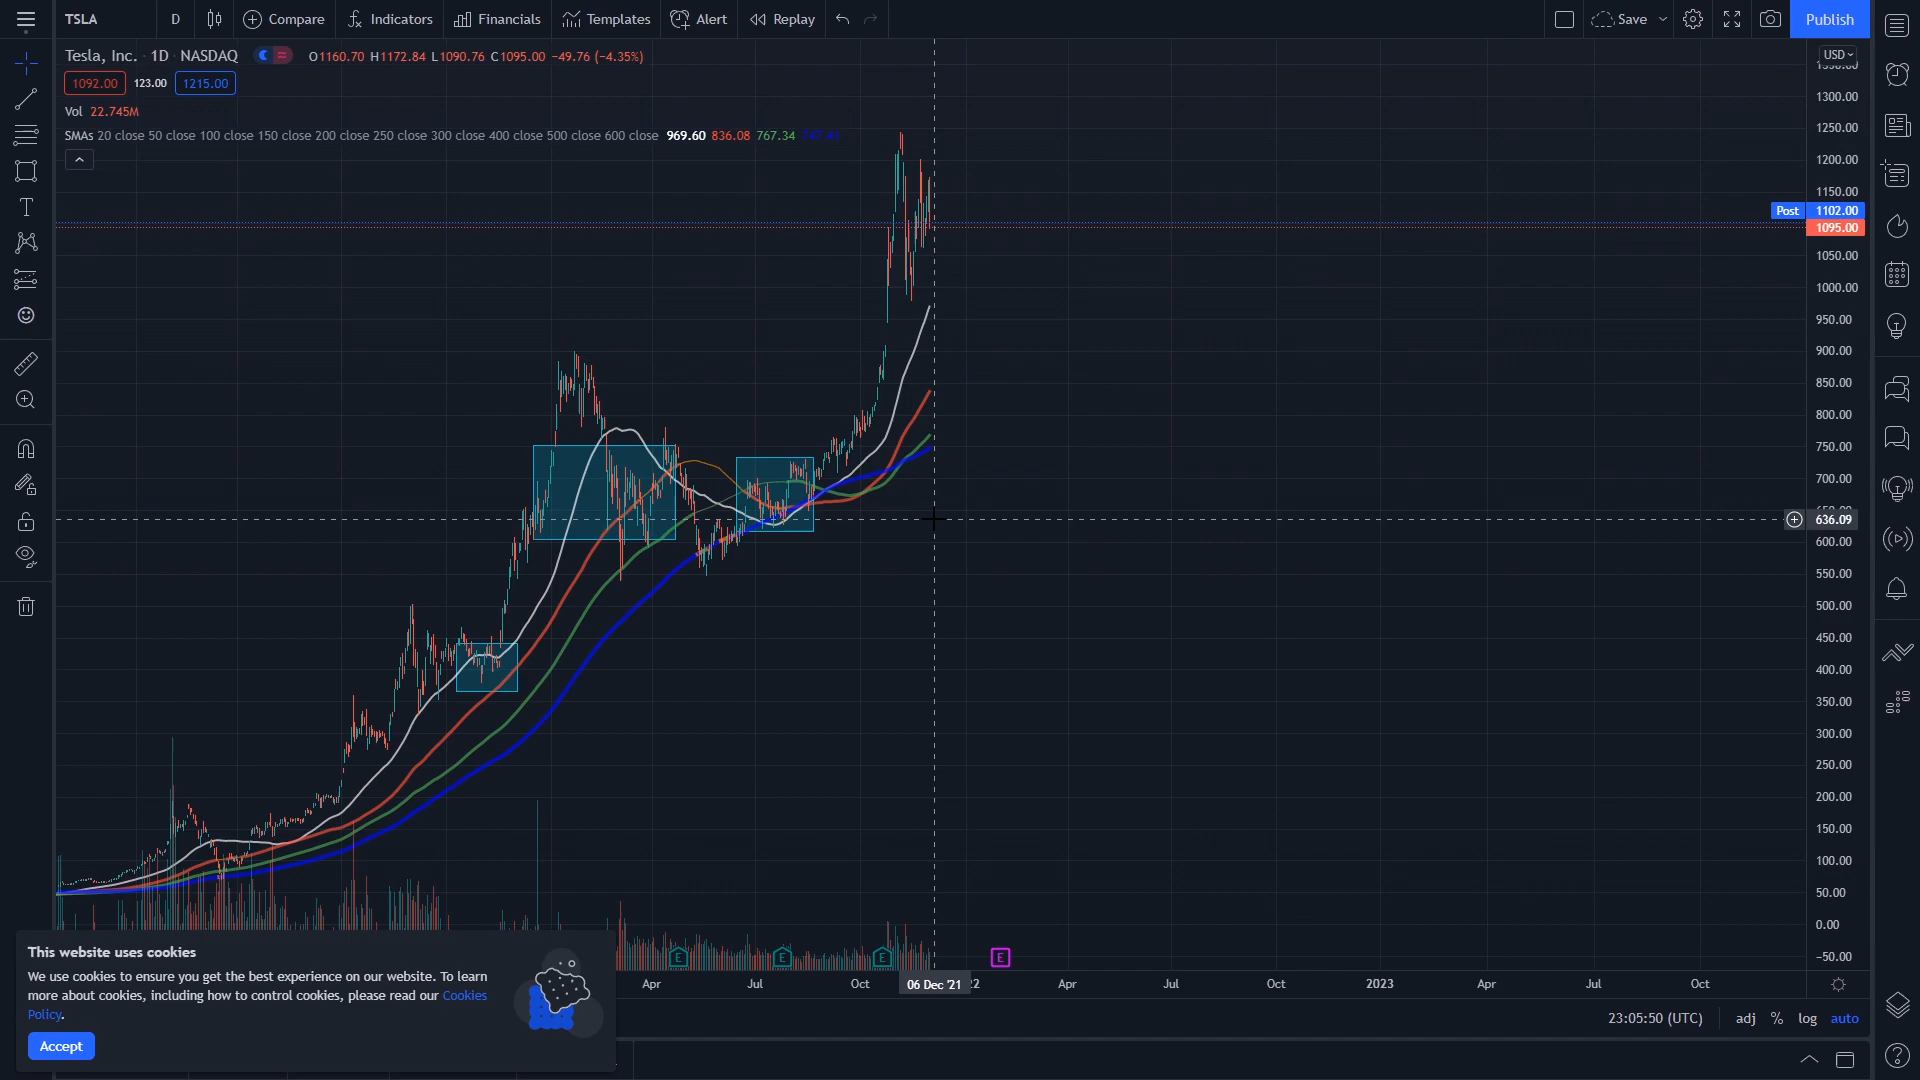 TSLA D Compare Indicators Financials Templates Alert Replay Save Publish
Tesla, Inc. · 1D · NASDAQ O1160.70 H1172.84 L1090.76 C1095.00 −49.76 (−4.35%)
USD
1092.00 123.00 1215.00
Vol 22.745M
SMAs 20 close 50 close 100 close 150 close 200 close 250 close 300 close 400 close 500 close 600 close 969.60 836.08 767.34
1300.00
1250.00
1200.00
1150.00
Post 1102.00
1095.00
1050.00
1000.00
950.00
900.00
850.00
800.00
750.00
700.00
636.09
600.00
550.00
500.00
450.00
400.00
350.00
300.00
250.00
200.00
150.00
100.00
50.00
0.00
−50.00
E E E E
Apr Jul Oct 06 Dec '21 Apr Jul Oct 2023 Apr Jul Oct
This website uses cookies
We use cookies to ensure you get the best experience on our website. To learn
more about cookies, including how to control cookies, please read our Cookies
Policy.
Accept
23:05:50 (UTC) adj % log auto